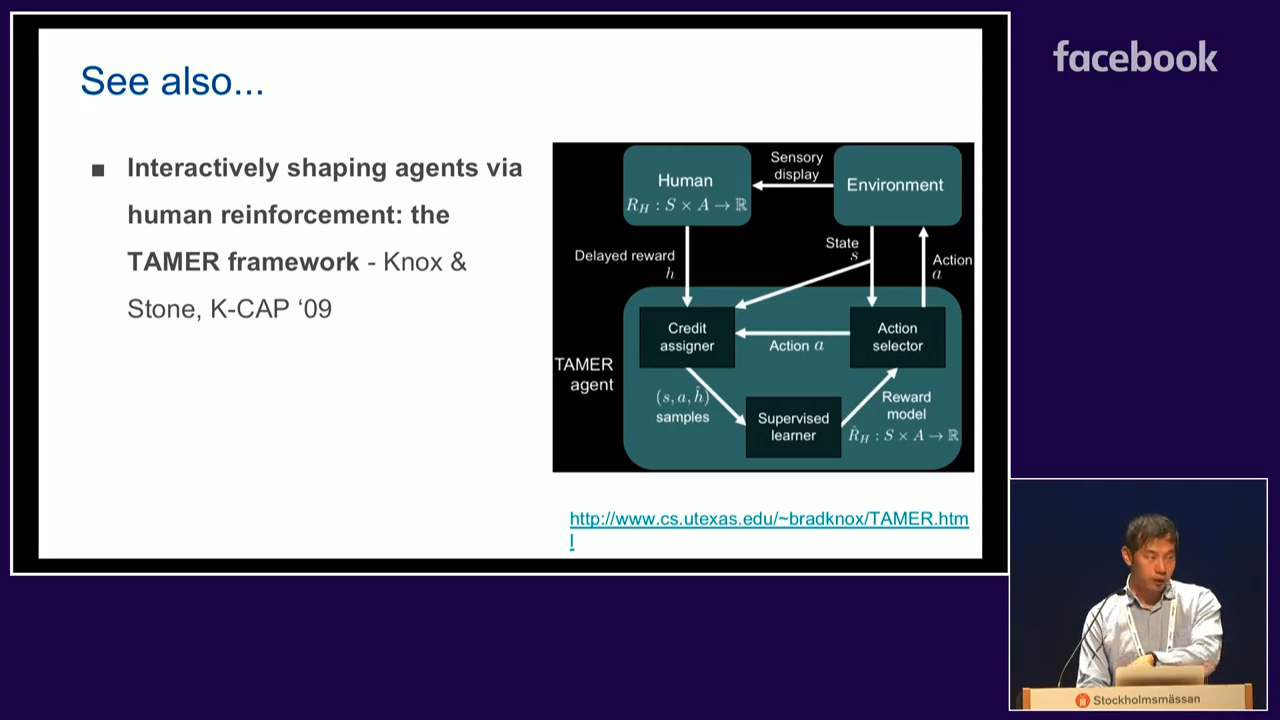 See also...
facebook
■ Interactively shaping agents via
human reinforcement: the
TAMER framework - Knox &
Stone, K-CAP ‘09
Human
R_H : S × A → ℝ
Sensory
display
Environment
Delayed reward
h
State
s
Action
a
Credit
assigner
Action a
Action
selector
TAMER
agent
(s, a, ĥ)
samples
Supervised
learner
Reward
model
R̂_H : S × A → ℝ
http://www.cs.utexas.edu/~bradknox/TAMER.htm
l
Stockholmsmässan